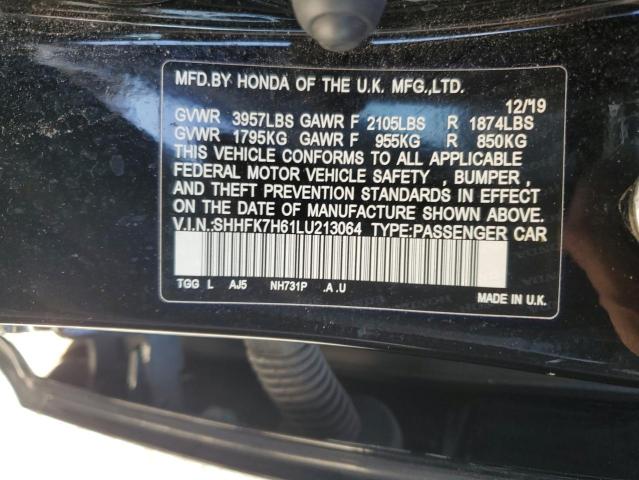 MFD.BY HONDA OF THE U.K. MFG.,LTD.
12/19
GVWR 3957LBS GAWR F 2105LBS R 1874LBS
GVWR 1795KG GAWR F 955KG R 850KG
THIS VEHICLE CONFORMS TO ALL APPLICABLE
FEDERAL MOTOR VEHICLE SAFETY , BUMPER ,
AND THEFT PREVENTION STANDARDS IN EFFECT
ON THE DATE OF MANUFACTURE SHOWN ABOVE.
V.I.N.:SHHFK7H61LU213064 TYPE:PASSENGER CAR
TGG L AJ5 NH731P .A .U
MADE IN U.K.